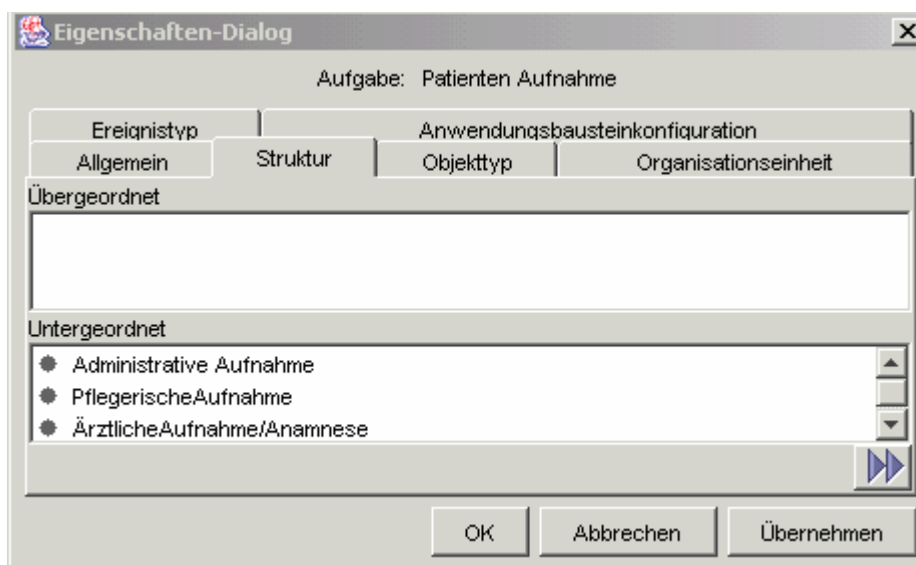 Eigenschaften-Dialog
Aufgabe: Patienten Aufnahme
Ereignistyp Anwendungsbausteinkonfiguration
Allgemein Struktur Objekttyp Organisationseinheit
Übergeordnet
Untergeordnet
Administrative Aufnahme
PflegerischeAufnahme
ÄrztlicheAufnahme/Anamnese
OK Abbrechen Übernehmen